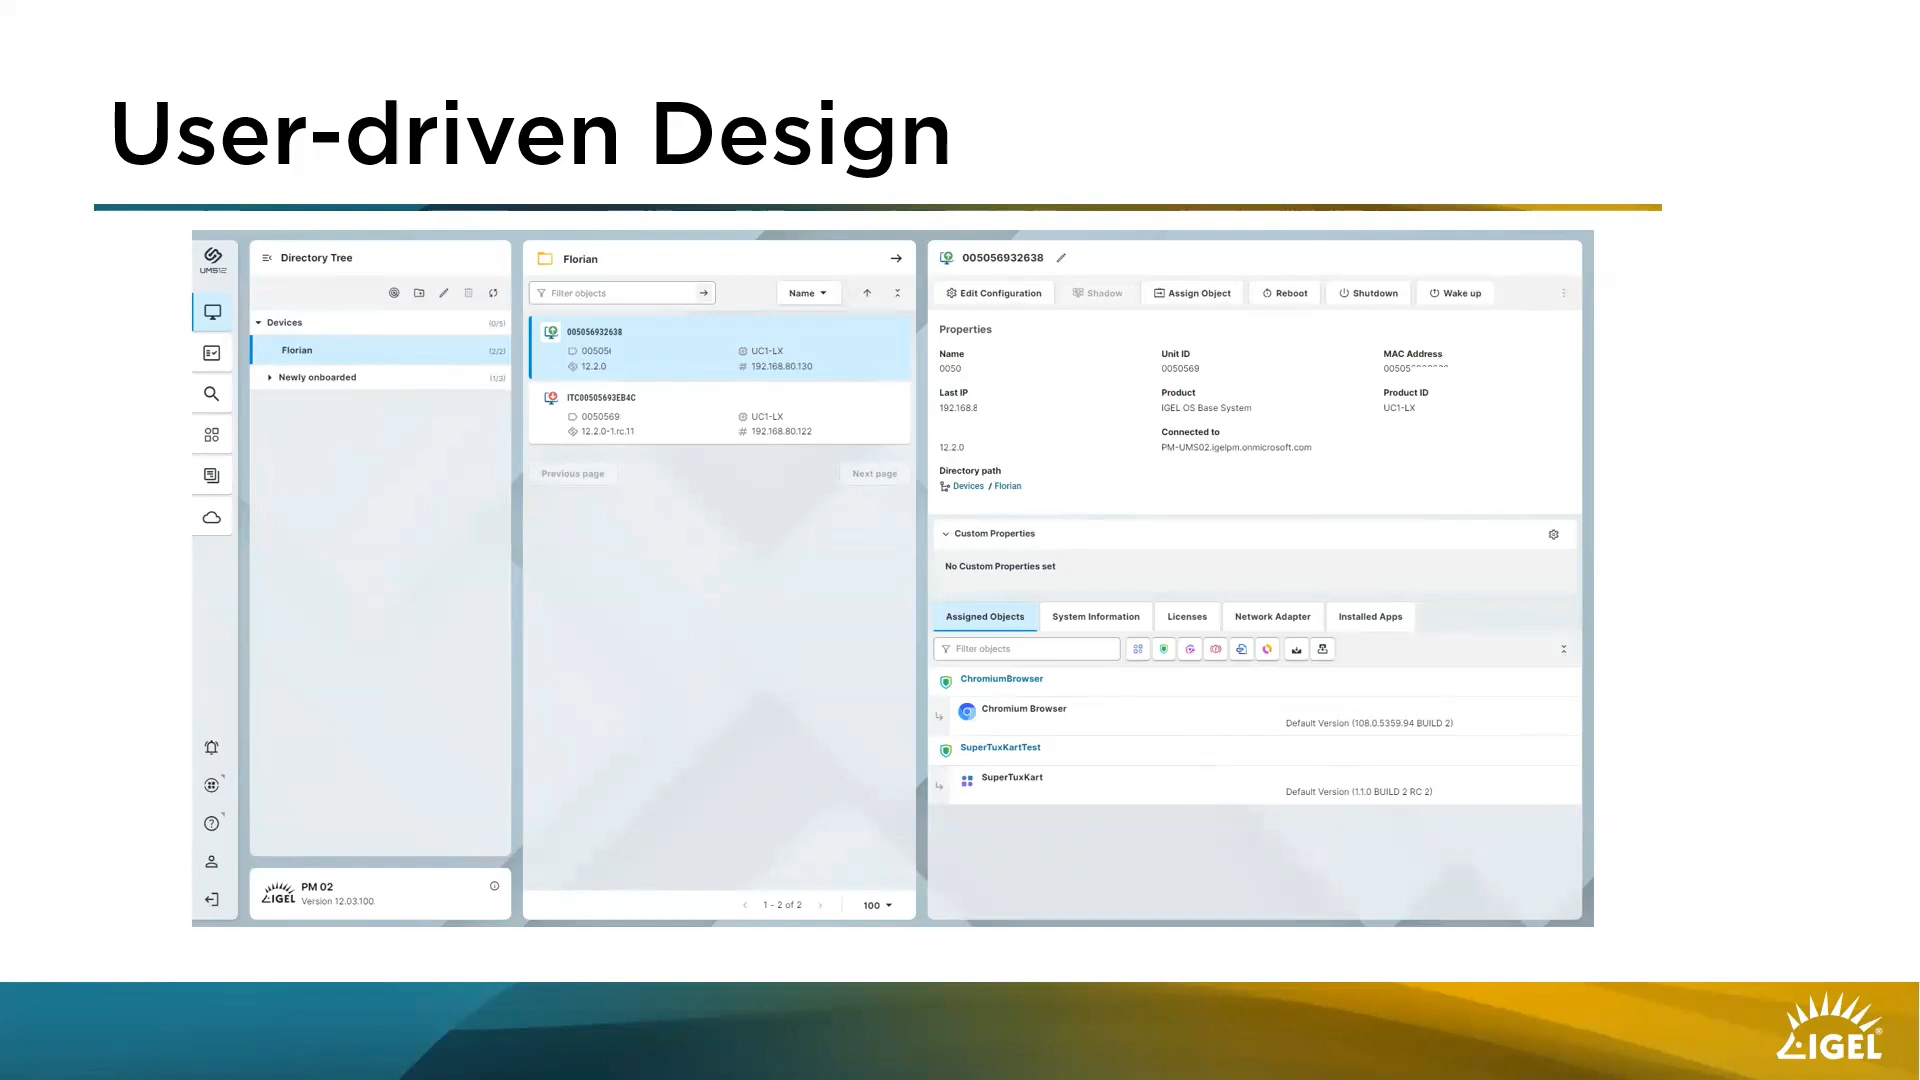 User-driven Design
UMS12
Directory Tree
Devices (0/5)
Florian (2/2)
Newly onboarded (1/3)
PM 02
Version 12.03.100.
IGEL
Florian
Filter objects
Name
005056932638
UC1-LX
12.2.0
192.168.80.130
ITC00505693EB4C
0050569
UC1-LX
12.2.0-1.rc.11
192.168.80.122
Previous page
Next page
1 - 2 of 2
100
005056932638
Edit Configuration
Shadow
Assign Object
Reboot
Shutdown
Wake up
Properties
Name
0050
Unit ID
0050569
MAC Address
00505
Last IP
192.168.8
Product
IGEL OS Base System
Product ID
UC1-LX
12.2.0
Connected to
PM-UMS02.igelpm.onmicrosoft.com
Directory path
Devices / Florian
Custom Properties
No Custom Properties set
Assigned Objects
System Information
Licenses
Network Adapter
Installed Apps
Filter objects
ChromiumBrowser
Chromium Browser
Default Version (108.0.5359.94 BUILD 2)
SuperTuxKartTest
SuperTuxKart
Default Version (1.1.0 BUILD 2 RC 2)
IGEL